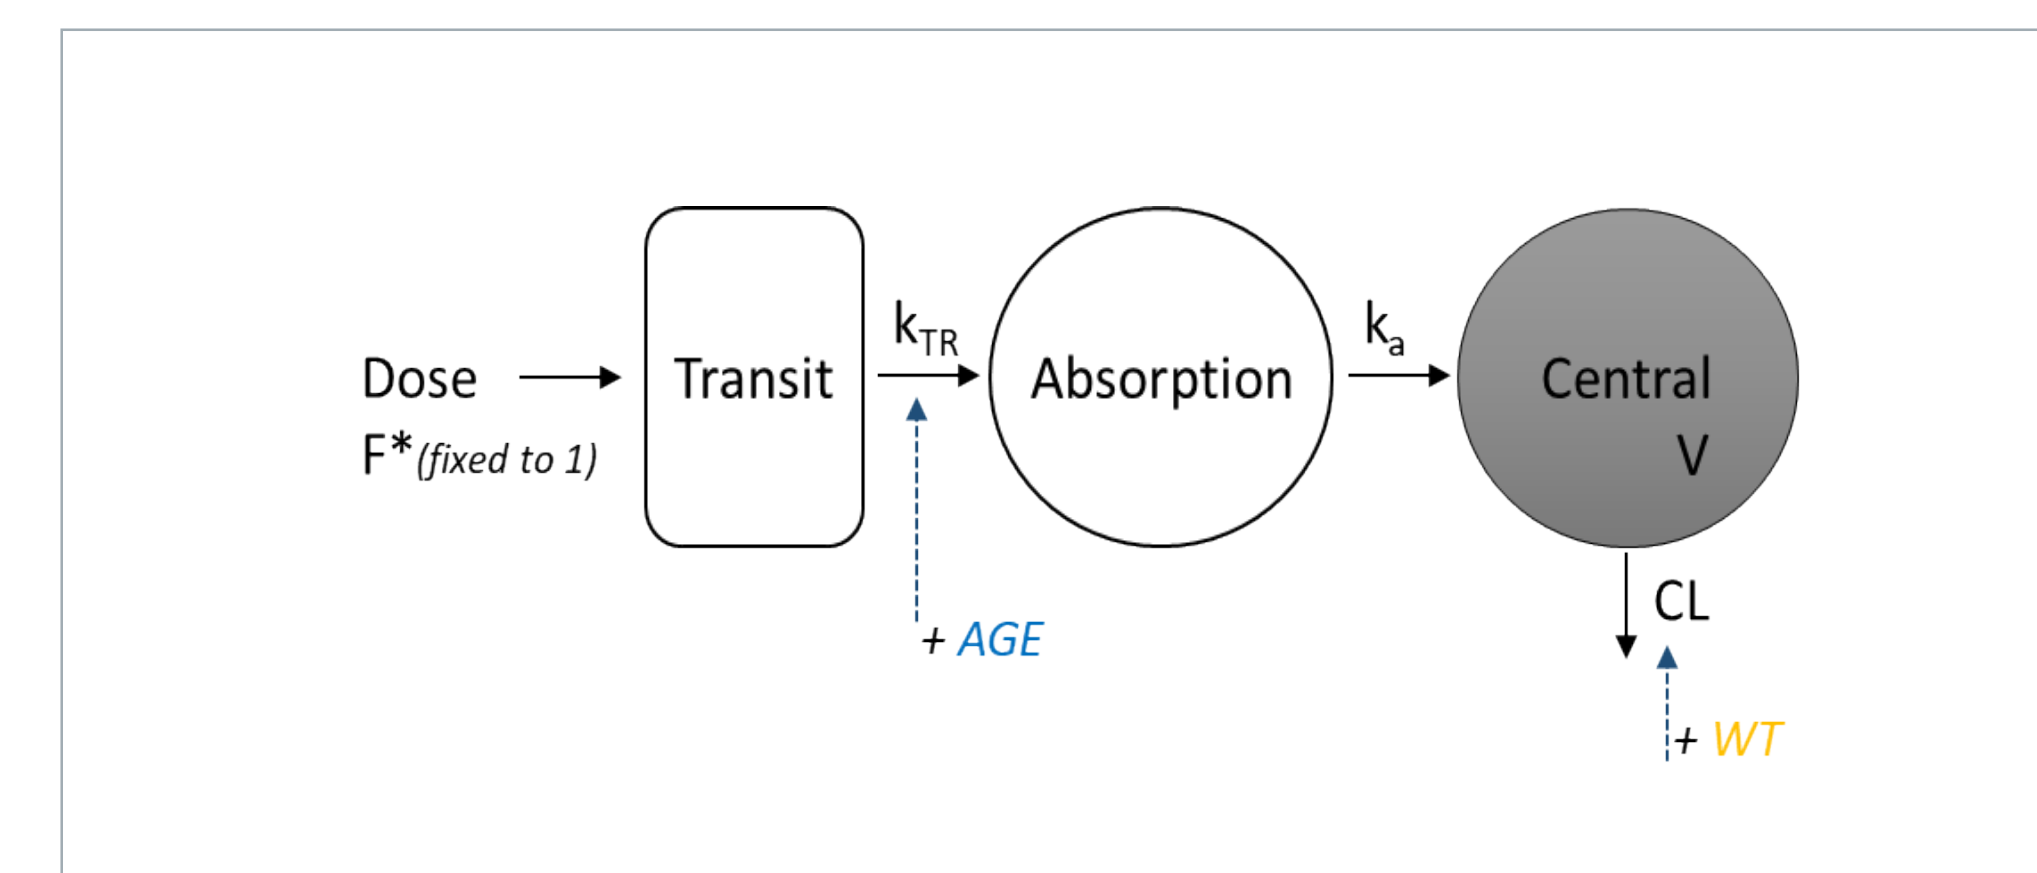 Dose
F* (fixed to 1)
Transit
kTR
Absorption
ka
Central
V
CL
+ AGE
+ WT